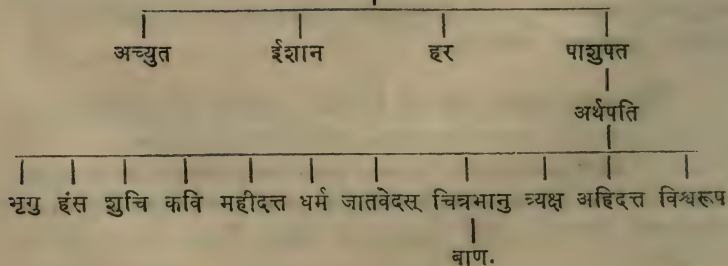 अच्युत ईशान हर पाशुपत
अर्थपति
भृगु हंस शुचि कवि महीदत्त धर्म जातवेदस् चित्रभानु त्र्यक्ष अहिदत्त विश्वरूप
बाण.